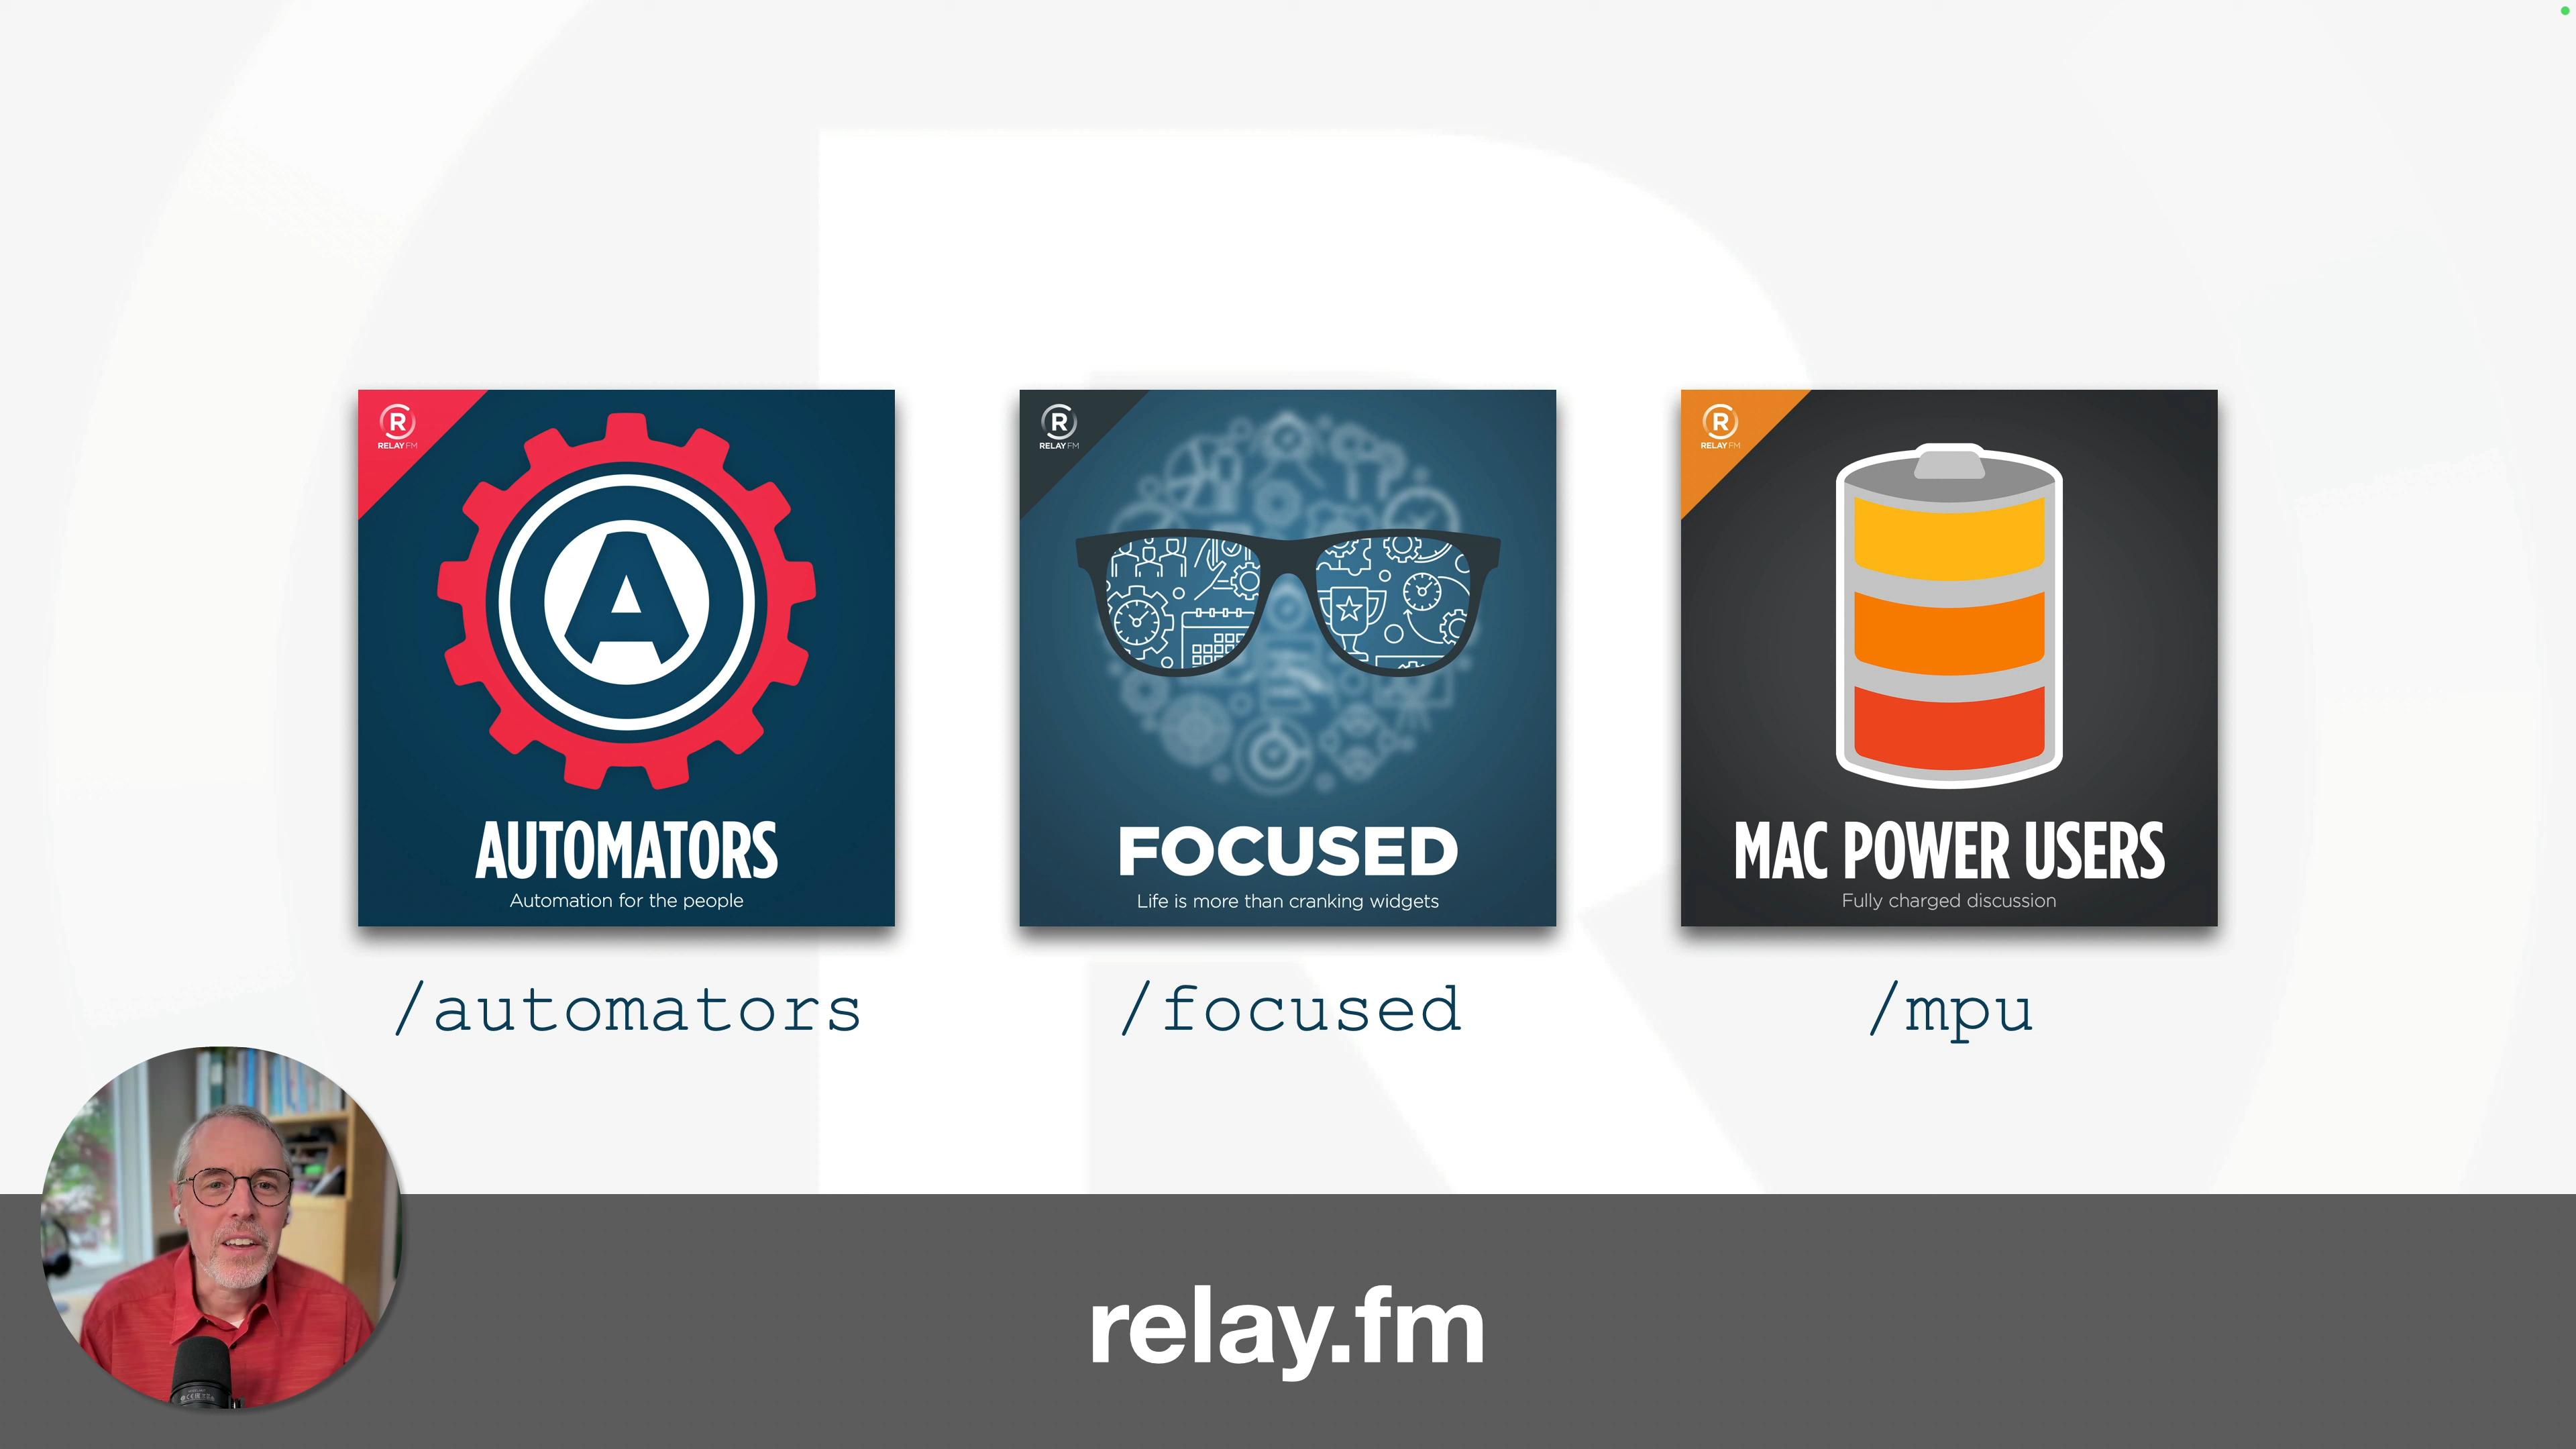 R
RELAY FM
A
AUTOMATORS
Automation for the people
/automators
R
RELAY FM
FOCUSED
Life is more than cranking widgets
/focused
R
RELAY FM
MAC POWER USERS
Fully charged discussion
/mpu
relay.fm